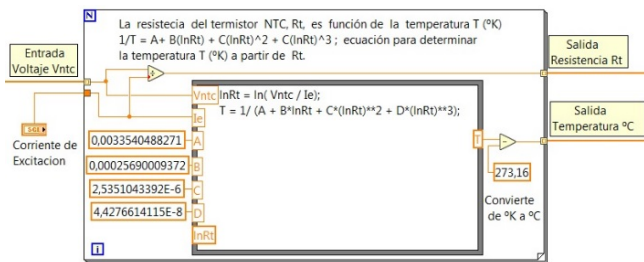 N
La resistecia del termistor NTC, Rt, es función de la temperatura T (ºK)
1/T = A+ B(lnRt) + C(lnRt)^2 + C(lnRt)^3 ; ecuación para determinar
la temperatura T (ºK) a partir de Rt.
Entrada
Voltaje Vntc
Salida
Resistencia Rt
Vntc
lnRt = ln( Vntc / Ie);
T = 1/ (A + B*lnRt + C*(lnRt)**2 + D*(lnRt)**3);
Ie
SGL
Corriente de
Excitacion
Salida
Temperatura ºC
0,0033540488271
A
T
0,00025690009372
B
273,16
2,5351043392E-6
C
Convierte
de ºK a ºC
4,4276614115E-8
D
lnRt
i